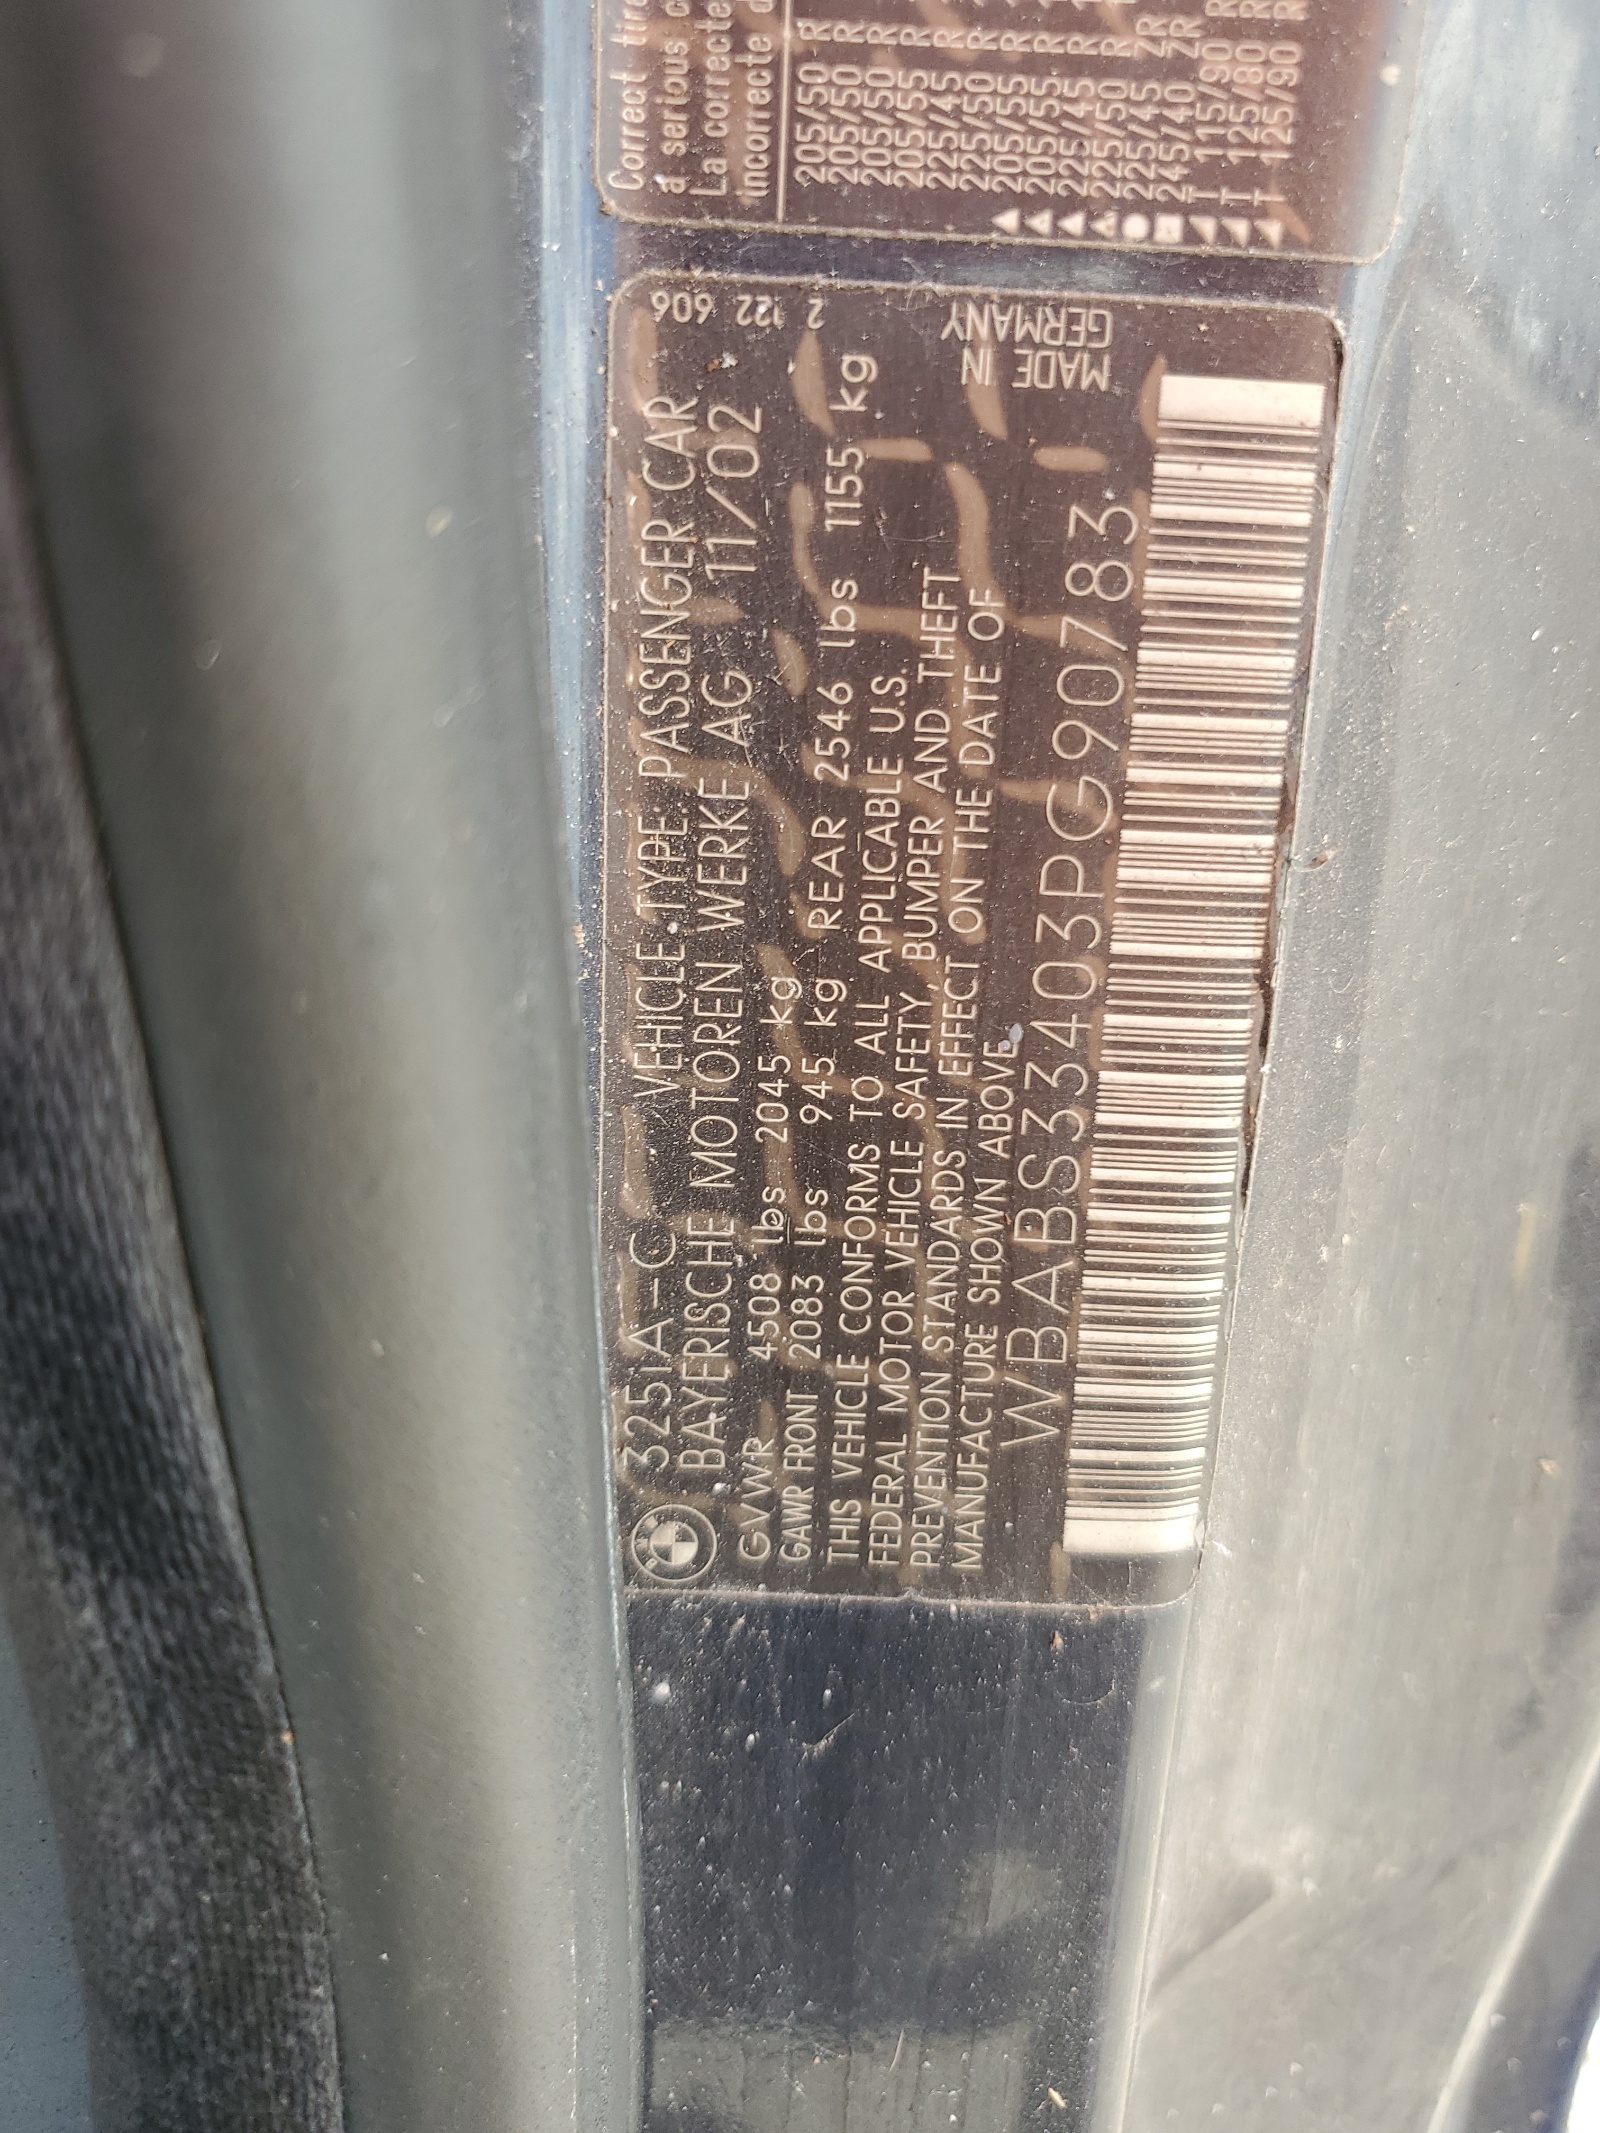 325iA-C VEHICLE TYPE: PASSENGER CAR
BAYERISCHE MOTOREN WERKE AG 11/02
GVWR 4508 lbs 2045 kg
GAWR FRONT 2083 lbs 945 kg REAR 2546 lbs 1155 kg
THIS VEHICLE CONFORMS TO ALL APPLICABLE U.S.
FEDERAL MOTOR VEHICLE SAFETY, BUMPER AND THEFT
PREVENTION STANDARDS IN EFFECT ON THE DATE OF
MANUFACTURE SHOWN ABOVE.
WBABS33403PG90783
2 122 606
MADE IN
GERMANY
Correct tire
a serious c
La correcte
incorrecte d
205/50 R
205/50 R
205/50 R
205/55 R
225/45 R
225/50 R
205/55 R
205/55 R
225/45 R
225/50 R
225/45 ZR
245/40 ZR
T 115/90 R
T 125/80 R
T 125/90 R